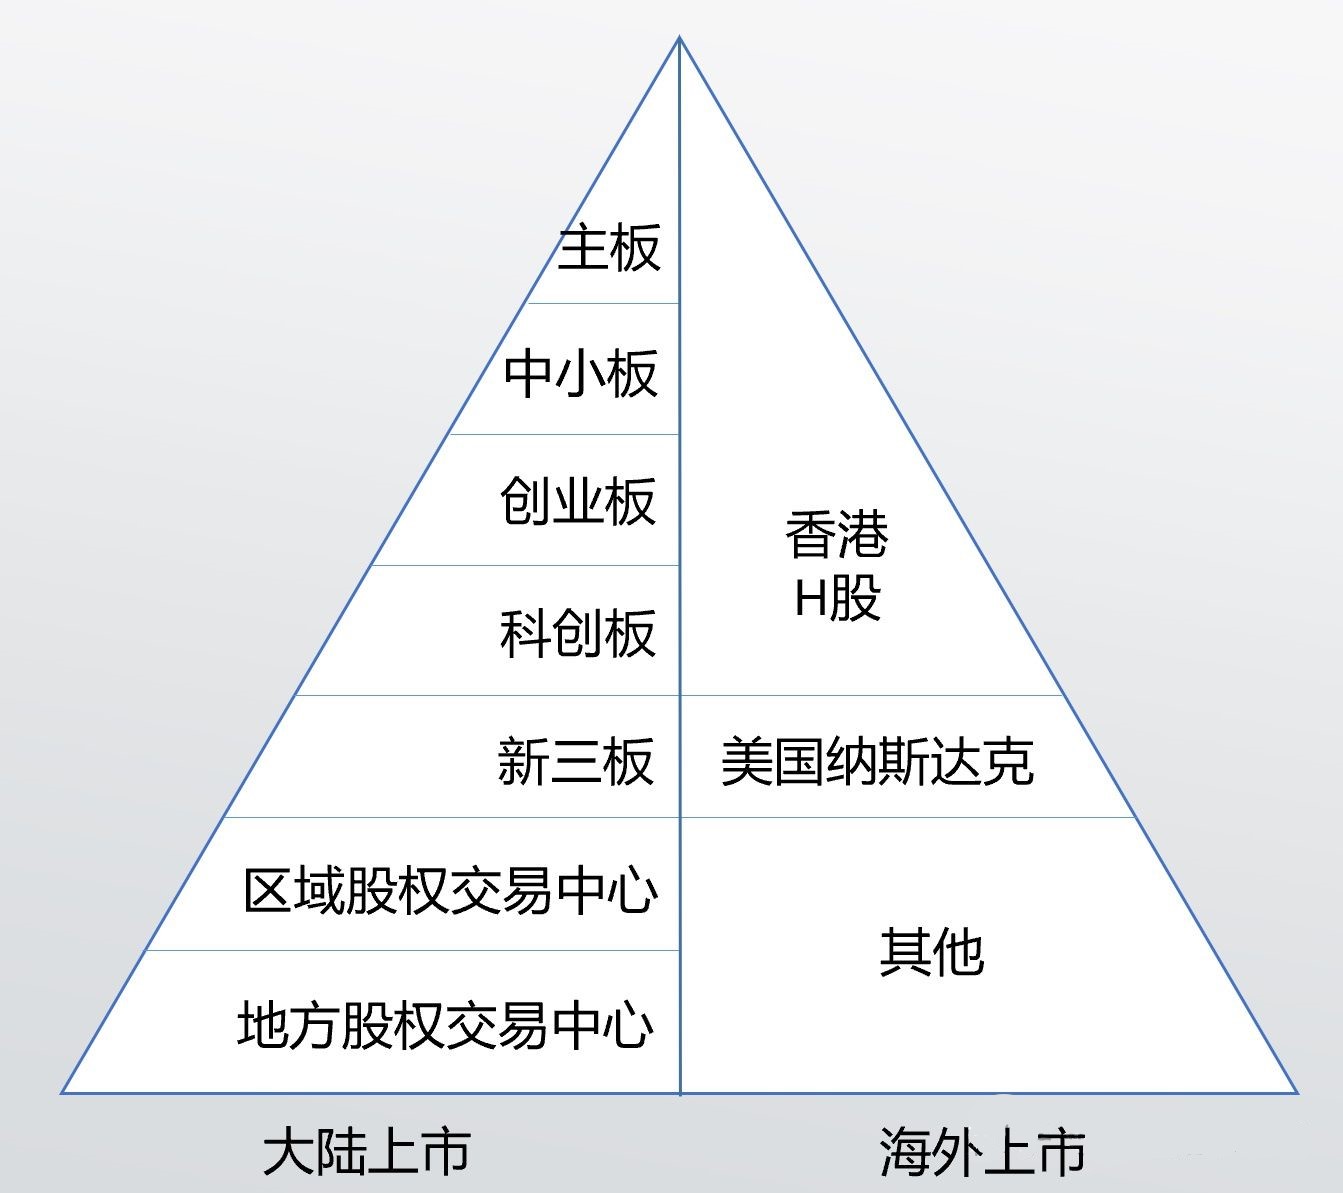 主板
中小板
创业板
科创板
新三板
区域股权交易中心
地方股权交易中心
香港
H股
美国纳斯达克
其他
大陆上市
海外上市